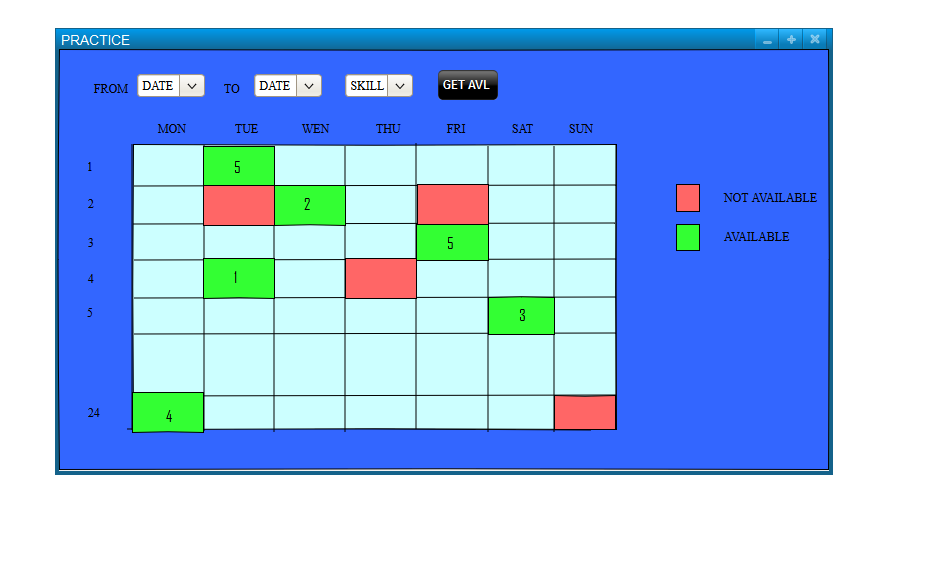 PRACTICE
FROM DATE TO DATE SKILL GET AVL
MON TUE WEN THU FRI SAT SUN
1 5
2 2 NOT AVAILABLE
3 5 AVAILABLE
4 1
5 3
24 4